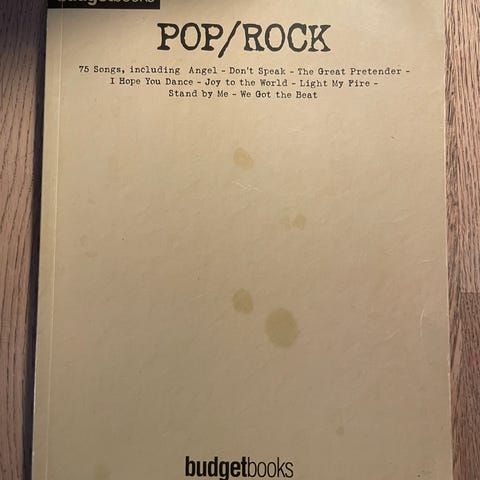 budgetbooks
POP/ROCK
75 Songs, including Angel - Don't Speak - The Great Pretender -
I Hope You Dance - Joy to the World - Light My Fire -
Stand by Me - We Got the Beat
budgetbooks